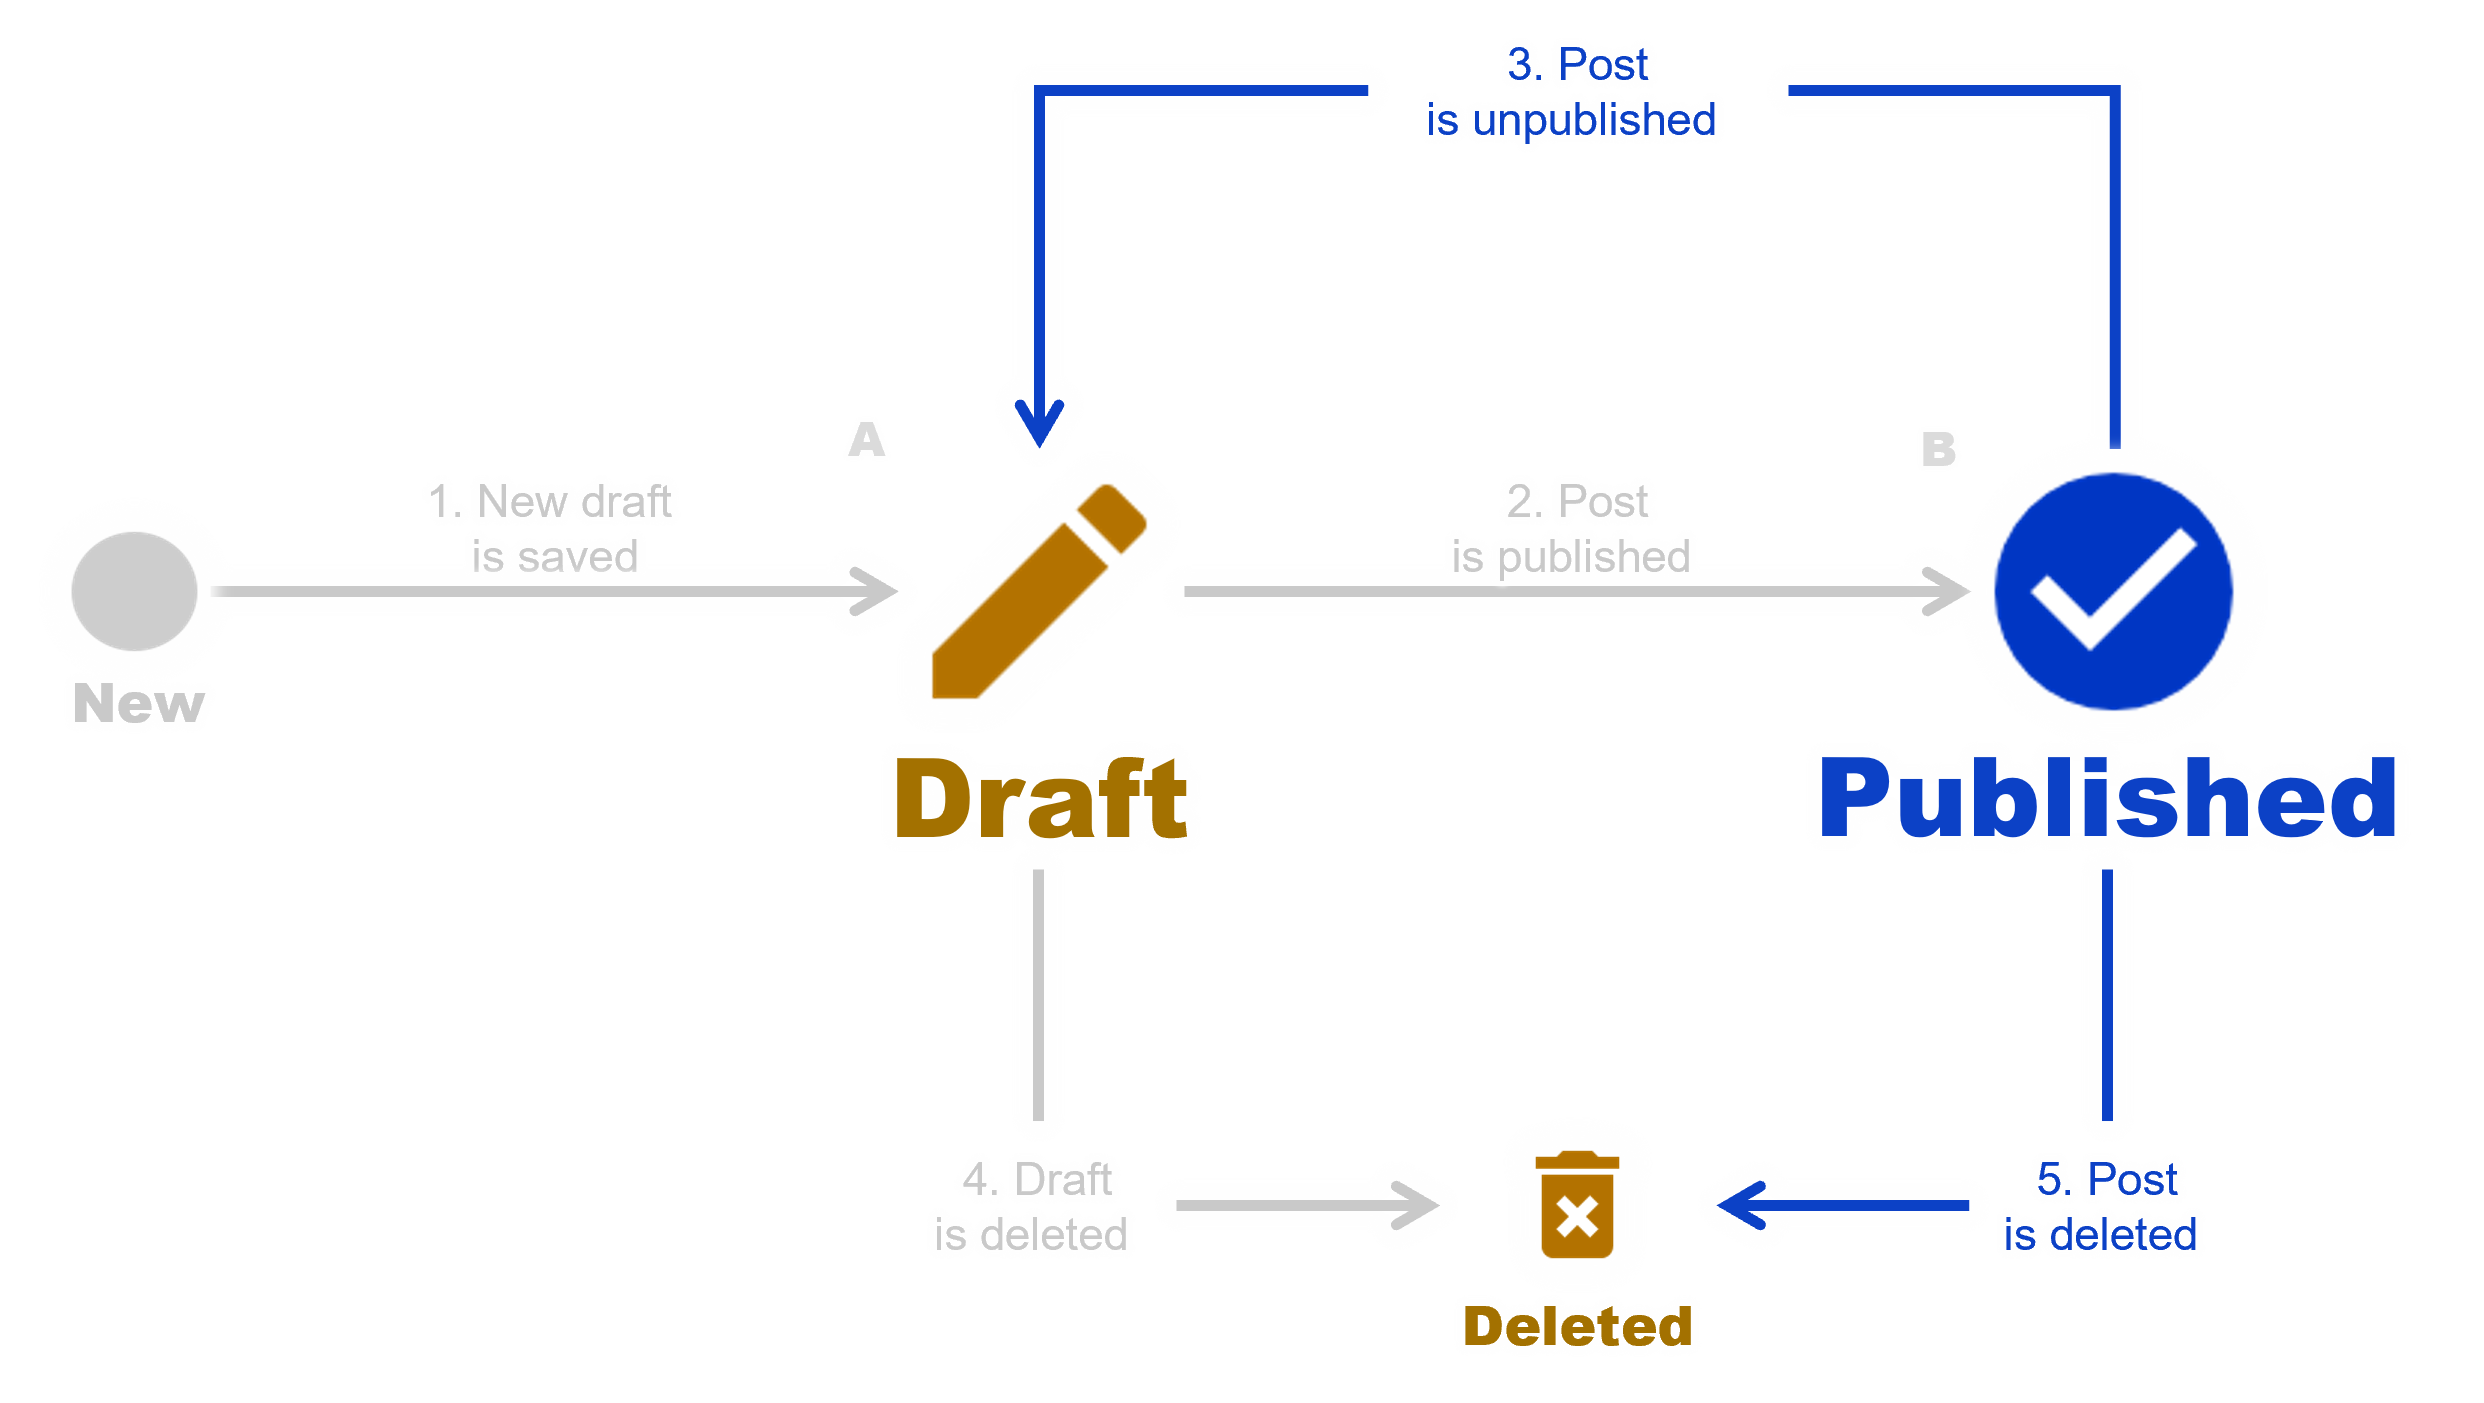 3. Post
is unpublished
A
B
1. New draft
is saved
2. Post
is published
New
Draft
Published
4. Draft
is deleted
5. Post
is deleted
Deleted